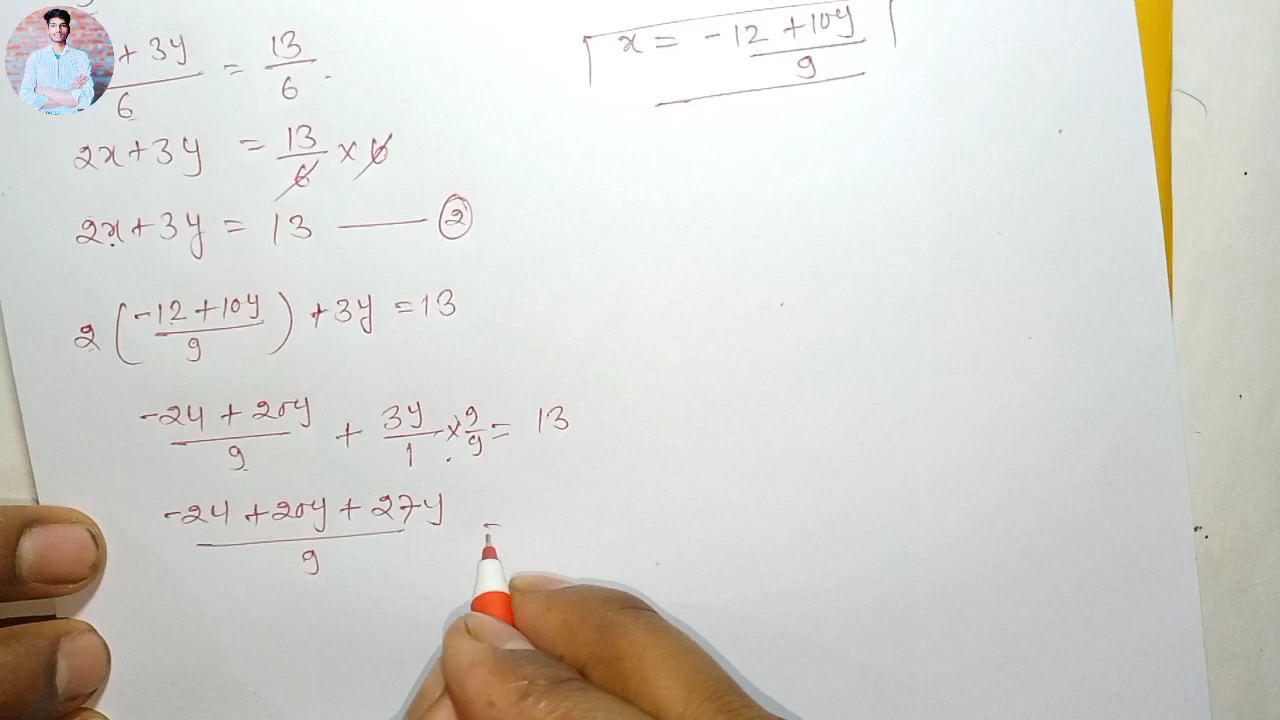 + 3y / 6 = 13 / 6
2x + 3y = 13 / 6 × 6
2x + 3y = 13 —— 2
2 ( -12 + 10y / 9 ) + 3y = 13
-24 + 20y / 9 + 3y / 1 × 9 / 9 = 13
-24 + 20y + 27y / 9
x = -12 + 10y / 9